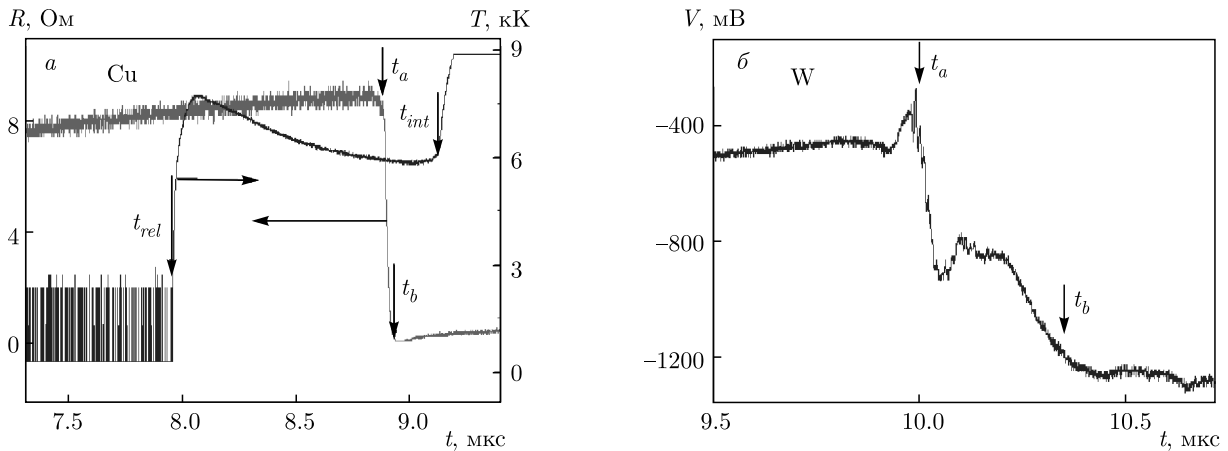 R, Ом
T, кК
а
Cu
t_a
t_int
t_rel
t_b
8
4
0
9
6
3
0
7.5 8.0 8.5 9.0
t, мкс
V, мВ
б
W
t_a
t_b
−400
−800
−1200
9.5 10.0 10.5
t, мкс